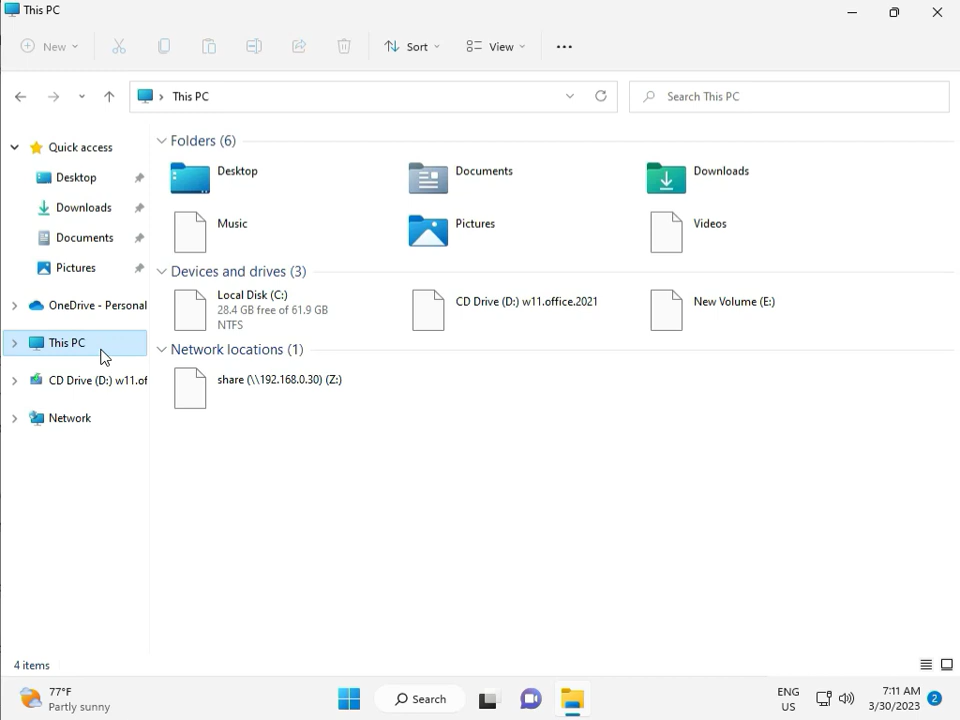 This PC
New
Sort
View
This PC
Search This PC
Quick access
Desktop
Downloads
Documents
Pictures
OneDrive - Personal
This PC
CD Drive (D:) w11.of
Network
Folders (6)
Desktop
Documents
Downloads
Music
Pictures
Videos
Devices and drives (3)
Local Disk (C:)
28.4 GB free of 61.9 GB
NTFS
CD Drive (D:) w11.office.2021
New Volume (E:)
Network locations (1)
share (\\192.168.0.30) (Z:)
4 items
77°F
Partly sunny
Search
ENG
US
7:11 AM
3/30/2023
2